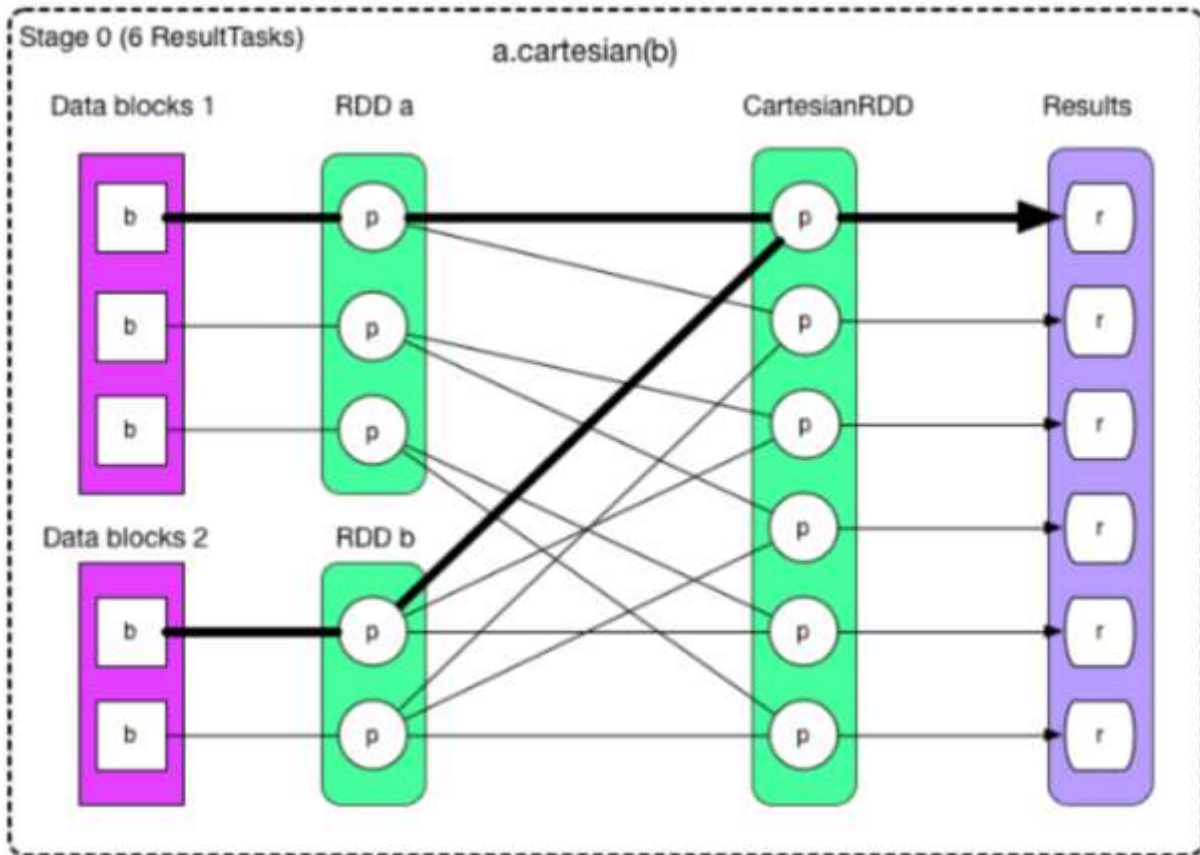 Stage 0 (6 ResultTasks)
a.cartesian(b)
Data blocks 1 RDD a CartesianRDD Results
b p p r
b p p r
b p p r
p r
Data blocks 2 RDD b
b p p r
b p p r